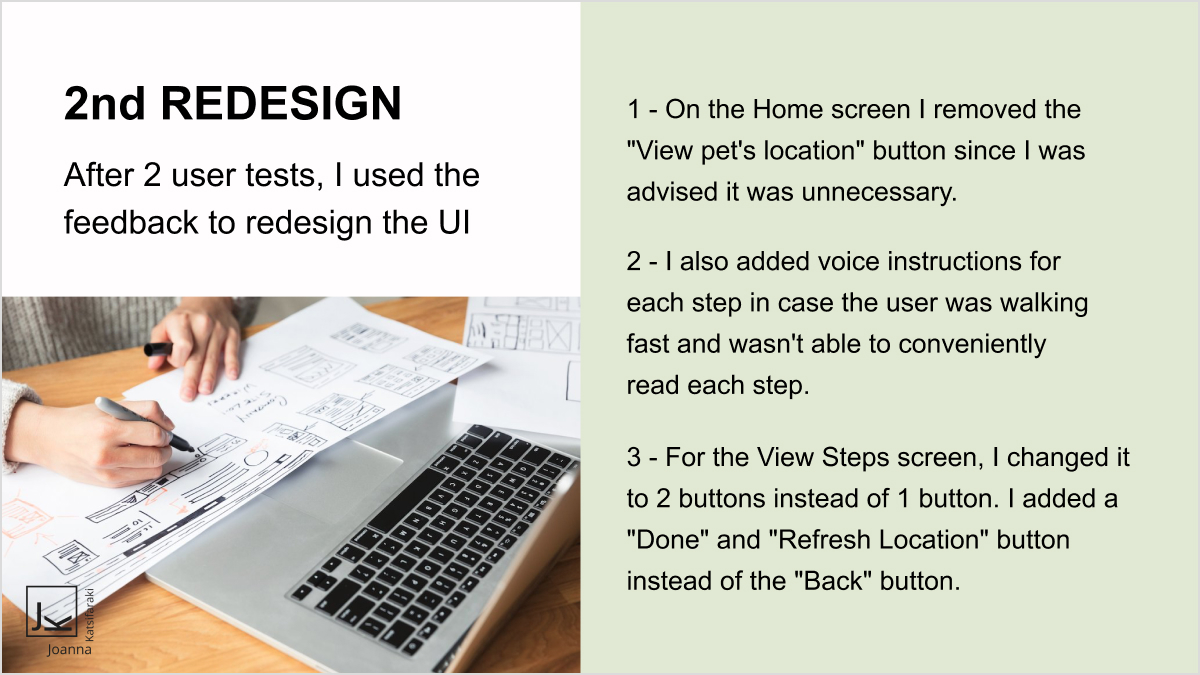 2nd REDESIGN
After 2 user tests, I used the
feedback to redesign the UI
1 - On the Home screen I removed the
"View pet's location" button since I was
advised it was unnecessary.
2 - I also added voice instructions for
each step in case the user was walking
fast and wasn't able to conveniently
read each step.
3 - For the View Steps screen, I changed it
to 2 buttons instead of 1 button. I added a
"Done" and "Refresh Location" button
instead of the "Back" button.
JK
Katsifaraki
Joanna